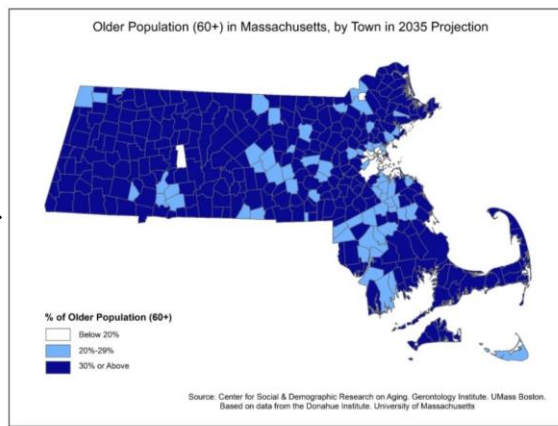 Older Population (60+) in Massachusetts, by Town in 2035 Projection
% of Older Population (60+)
Below 20%
20%-29%
30% or Above
Source: Center for Social & Demographic Research on Aging. Gerontology Institute. UMass Boston.
Based on data from the Donahue Institute. University of Massachusetts